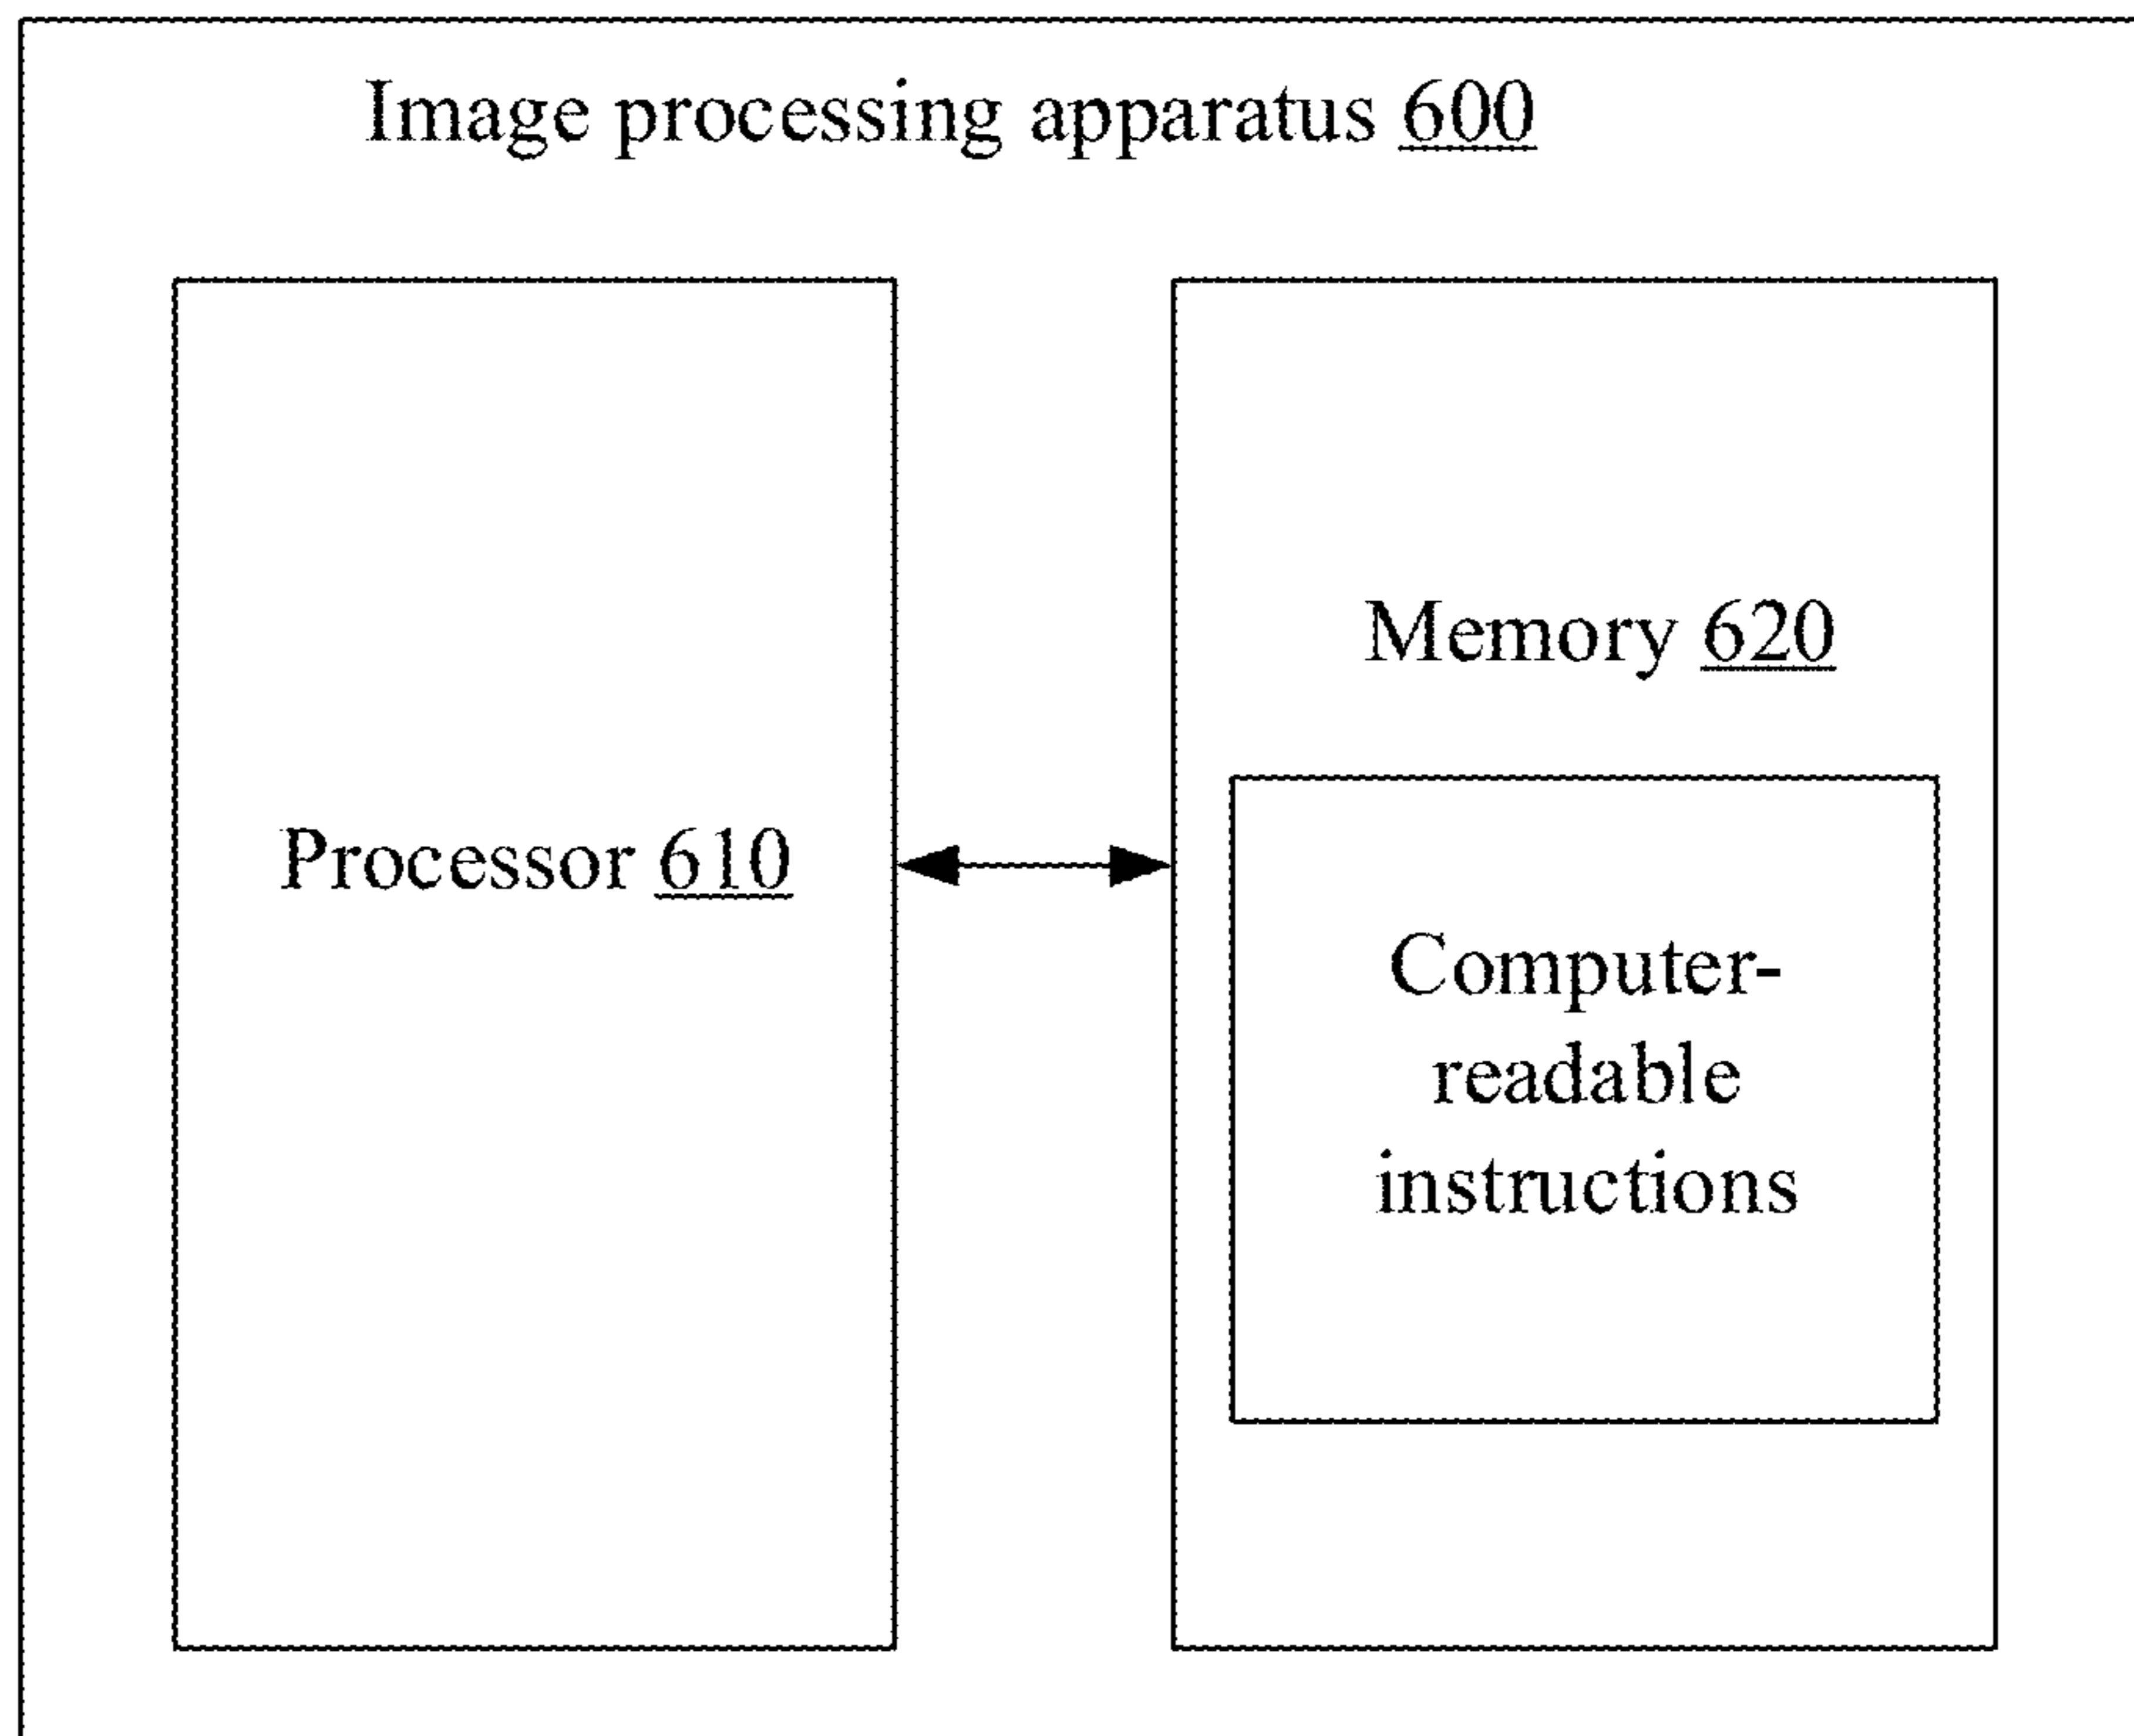 Image processing apparatus 600
Processor 610
Memory 620
Computer-
readable
instructions